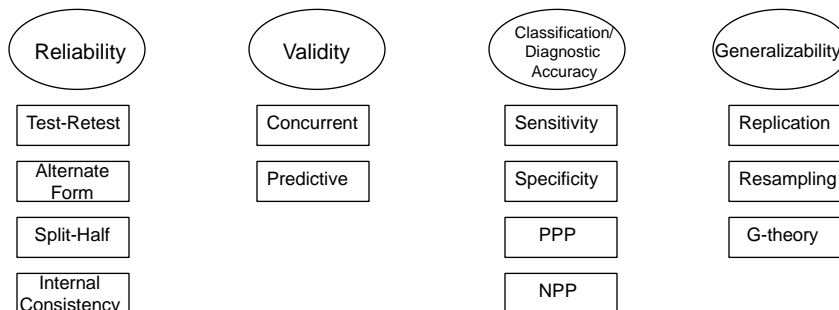 Reliability
Validity
Classification/
Diagnostic
Accuracy
Generalizability
Test-Retest
Concurrent
Sensitivity
Replication
Alternate
Form
Predictive
Specificity
Resampling
Split-Half
PPP
G-theory
Internal
Consistency
NPP